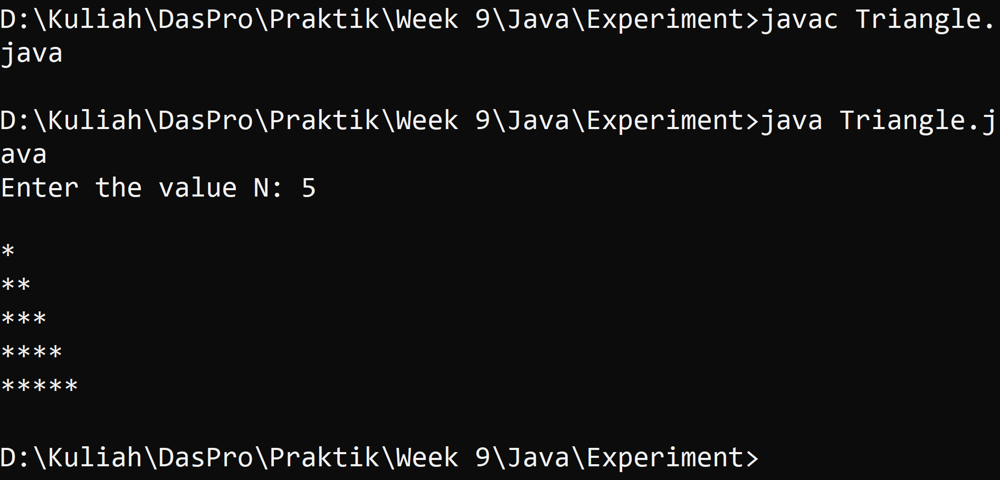 D:\Kuliah\DasPro\Praktik\Week 9\Java\Experiment>javac Triangle.
java
D:\Kuliah\DasPro\Praktik\Week 9\Java\Experiment>java Triangle.j
ava
Enter the value N: 5
*
**
***
****
*****
D:\Kuliah\DasPro\Praktik\Week 9\Java\Experiment>